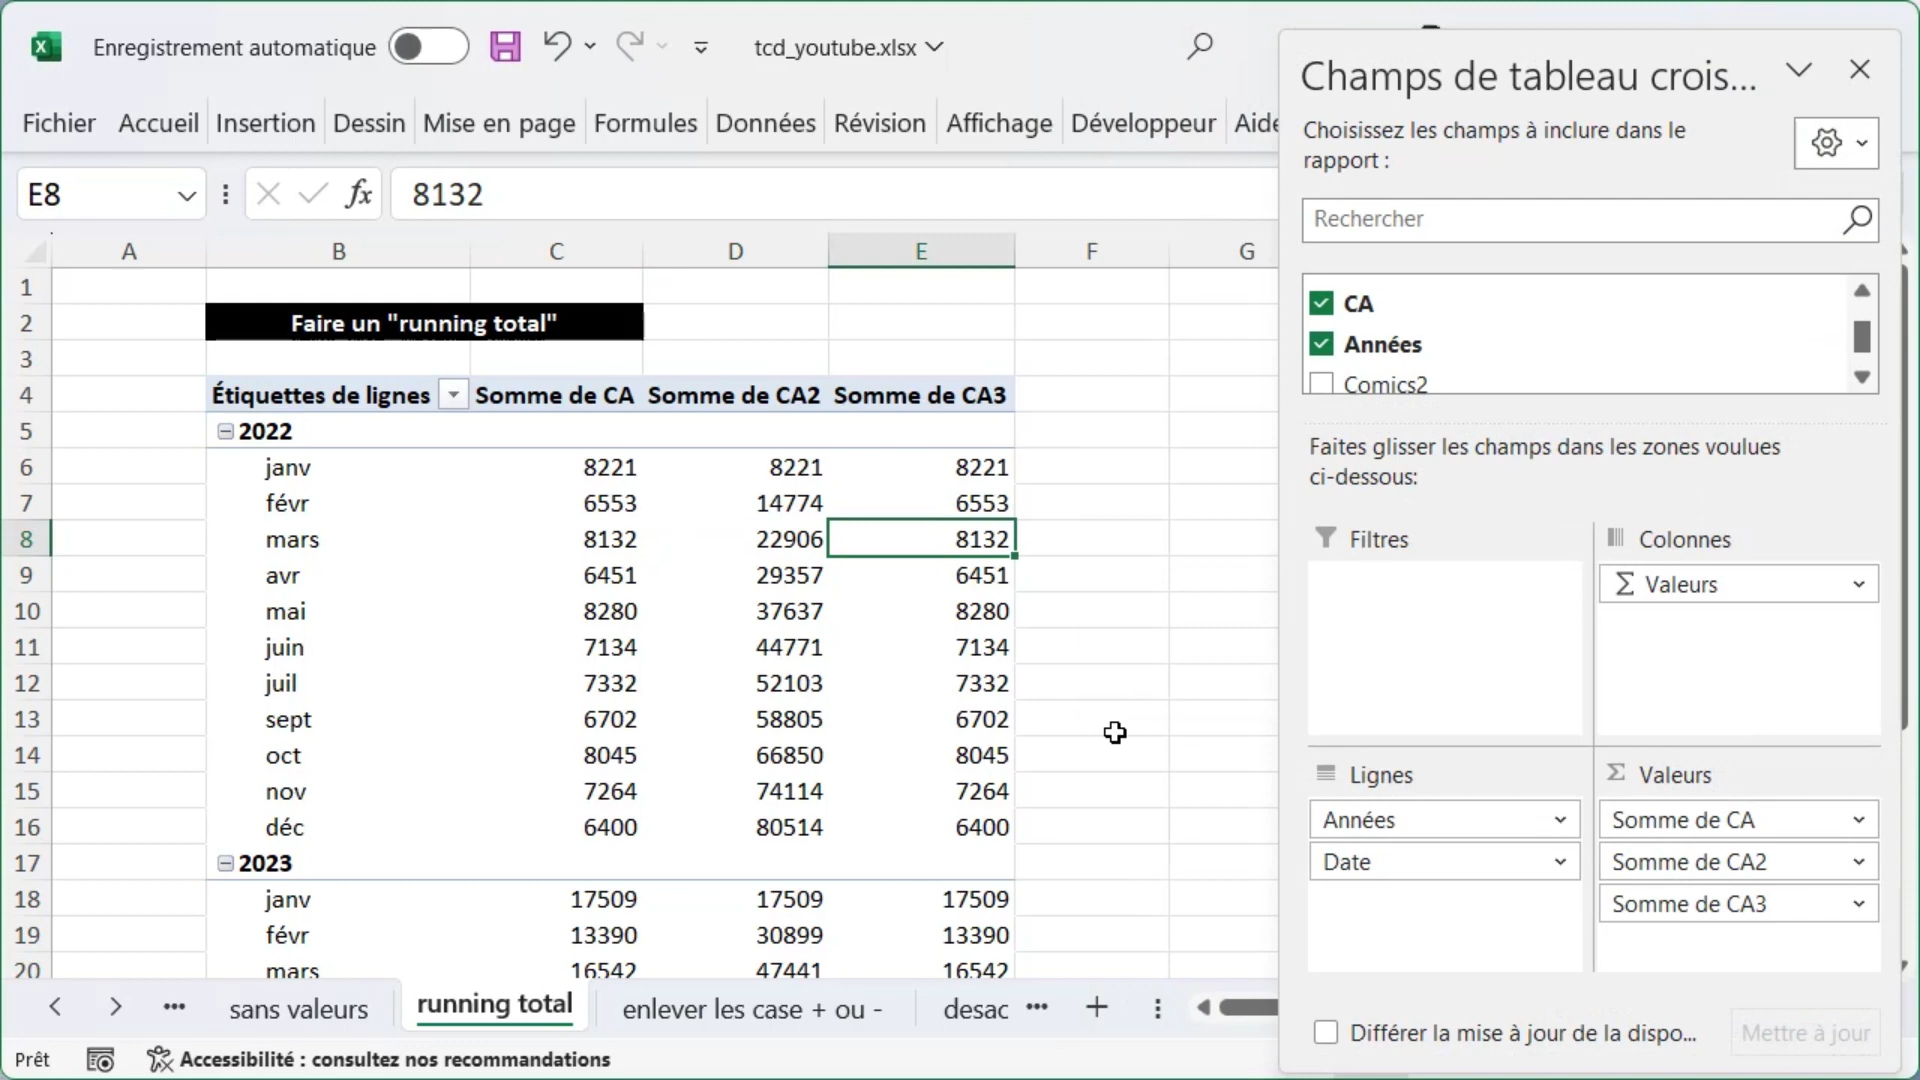 Enregistrement automatique
tcd_youtube.xlsx
Fichier Accueil Insertion Dessin Mise en page Formules Données Révision Affichage Développeur Aide
E8 fx 8132
A B C D E F G
1
2 Faire un "running total"
3
4 Étiquettes de lignes Somme de CA Somme de CA2 Somme de CA3
5 2022
6 janv 8221 8221 8221
7 févr 6553 14774 6553
8 mars 8132 22906 8132
9 avr 6451 29357 6451
10 mai 8280 37637 8280
11 juin 7134 44771 7134
12 juil 7332 52103 7332
13 sept 6702 58805 6702
14 oct 8045 66850 8045
15 nov 7264 74114 7264
16 déc 6400 80514 6400
17 2023
18 janv 17509 17509 17509
19 févr 13390 30899 13390
20 mars 16542 47441 16542
sans valeurs running total enlever les case + ou - desac
Prêt
Accessibilité : consultez nos recommandations
Champs de tableau crois...
Choisissez les champs à inclure dans le
rapport :
Rechercher
CA
Années
Comics2
Faites glisser les champs dans les zones voulues
ci-dessous:
Filtres
Colonnes
Σ Valeurs
Lignes
Années
Date
Σ Valeurs
Somme de CA
Somme de CA2
Somme de CA3
Différer la mise à jour de la dispo...
Mettre à jour